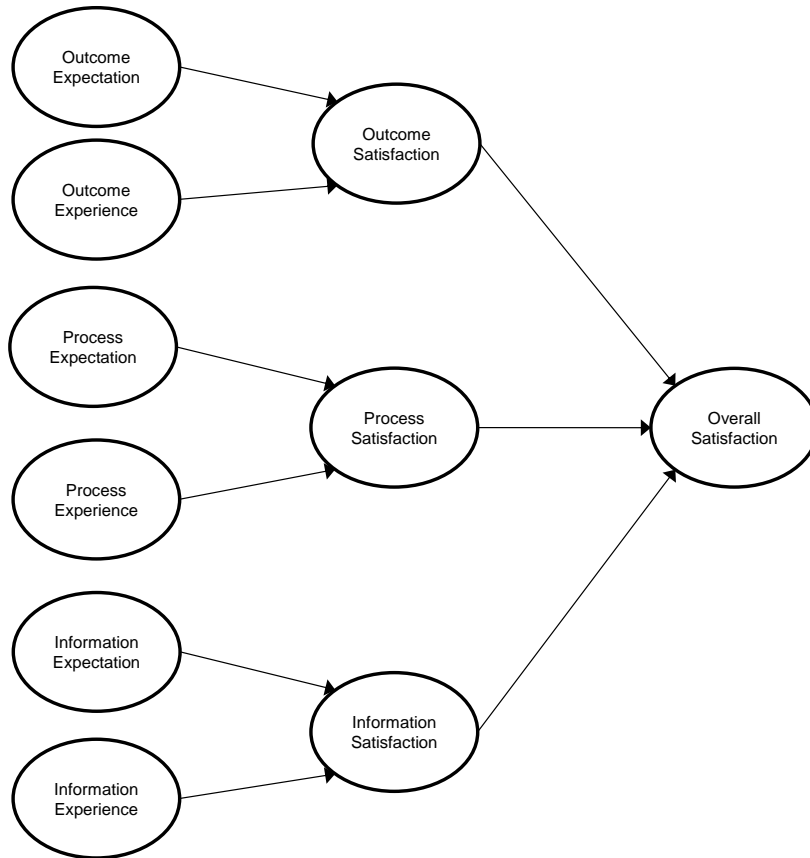 Outcome
Expectation
Outcome
Experience
Outcome
Satisfaction
Process
Expectation
Process
Experience
Process
Satisfaction
Overall
Satisfaction
Information
Expectation
Information
Experience
Information
Satisfaction